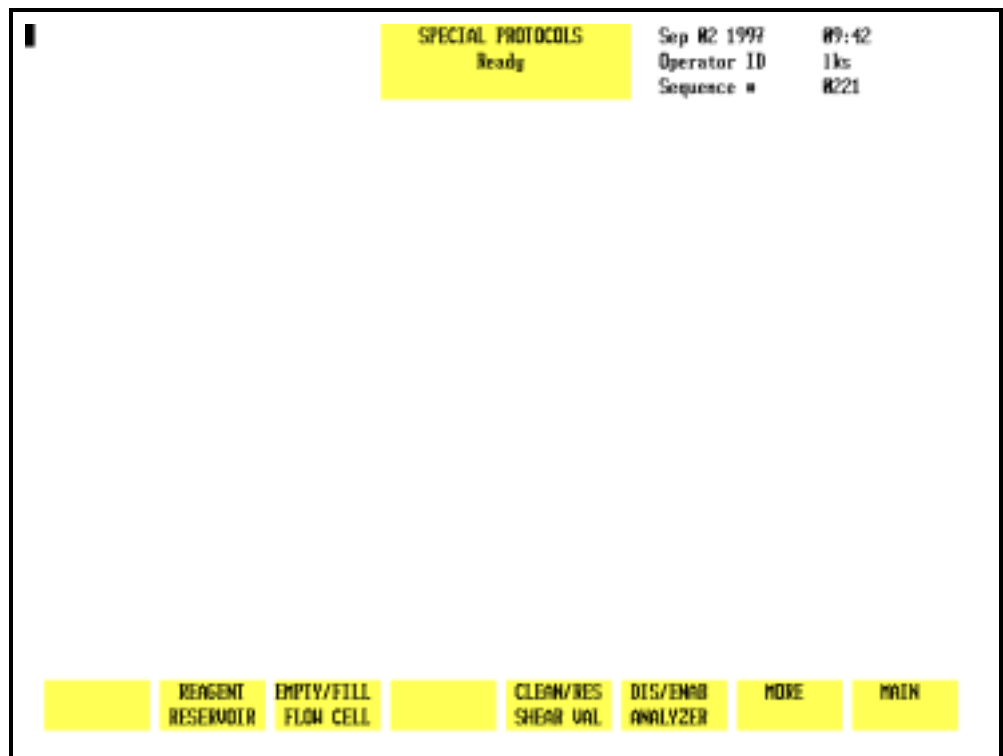 SPECIAL PROTOCOLS
Ready
Sep 02 1997 09:42
Operator ID lks
Sequence # 0221
REAGENT RESERVOIR
EMPTY/FILL FLOW CELL
CLEAN/RES SHEAR VAL
DIS/ENAB ANALYZER
MORE
MAIN